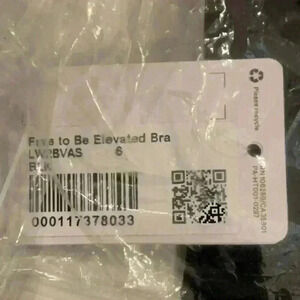 Free to Be Elevated Bra
LW2BVAS 6
BLK
000117378033
Please recycle